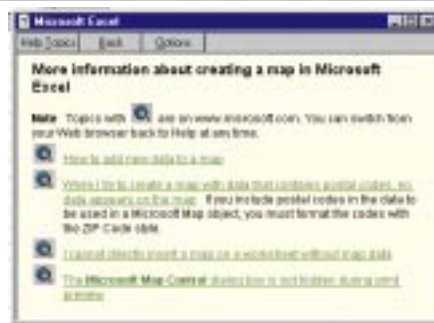 Microsoft Excel
Help Topics Back Options
More information about creating a map in Microsoft
Excel
Note Topics with are on www.microsoft.com. You can switch from
your Web browser back to Help at any time.
How to add new data to a map
When I try to create a map with data that contains postal codes, no
data appears on the map If you include postal codes in the data to
be used in a Microsoft Map object, you must format the codes with
the ZIP Code style.
I cannot directly insert a map on a worksheet without map data
The Microsoft Map Control dialog box is not hidden during print
preview